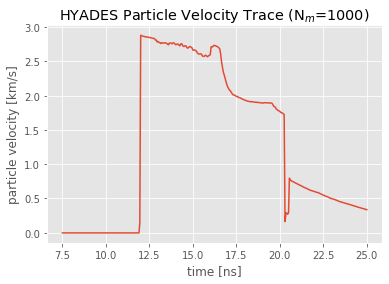 HYADES Particle Velocity Trace (Nm=1000)
3.0
2.5
2.0
1.5
1.0
0.5
0.0
particle velocity [km/s]
7.5 10.0 12.5 15.0 17.5 20.0 22.5 25.0
time [ns]